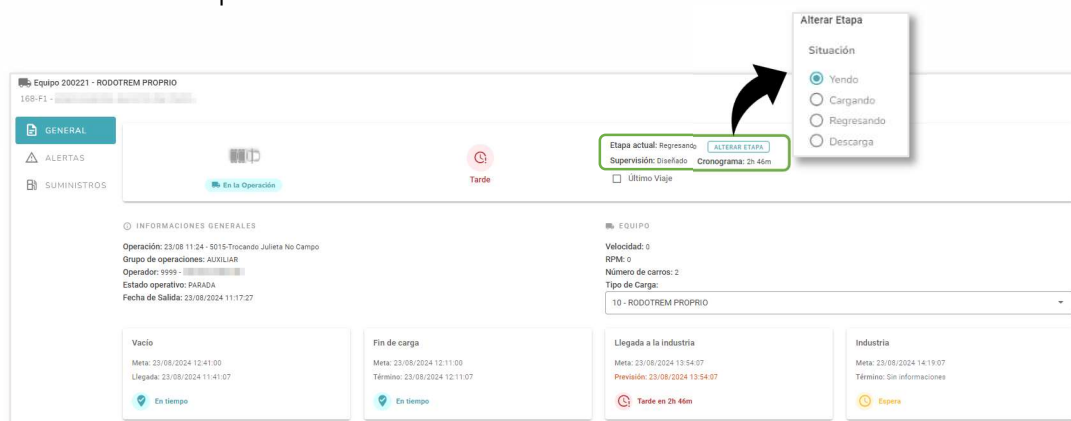 Alterar Etapa
Situación
Yendo
Cargando
Regresando
Descarga
Equipo 200221 - RODOTREM PROPRIO
168-F1 -
GENERAL
ALERTAS
SUMINISTROS
En la Operación
Tarde
Etapa actual: Regresando ALTERAR ETAPA
Supervisión: Diseñado Cronograma: 2h 46m
Último Viaje
INFORMACIONES GENERALES
Operación: 23/08 11:24 - 5015-Trocando Julieta No Campo
Grupo de operaciones: AUXILIAR
Operador: 9999 -
Estado operativo: PARADA
Fecha de Salida: 23/08/2024 11:17:27
EQUIPO
Velocidad: 0
RPM: 0
Número de carros: 2
Tipo de Carga:
10 - RODOTREM PROPRIO
Vacío
Meta: 23/08/2024 12:41:00
Llegada: 23/08/2024 11:41:07
En tiempo
Fin de carga
Meta: 23/08/2024 12:11:00
Término: 23/08/2024 12:11:07
En tiempo
Llegada a la industria
Meta: 23/08/2024 13:54:07
Previsión: 23/08/2024 13:54:07
Tarde en 2h 46m
Industria
Meta: 23/08/2024 14:19:07
Término: Sin informaciones
Espera